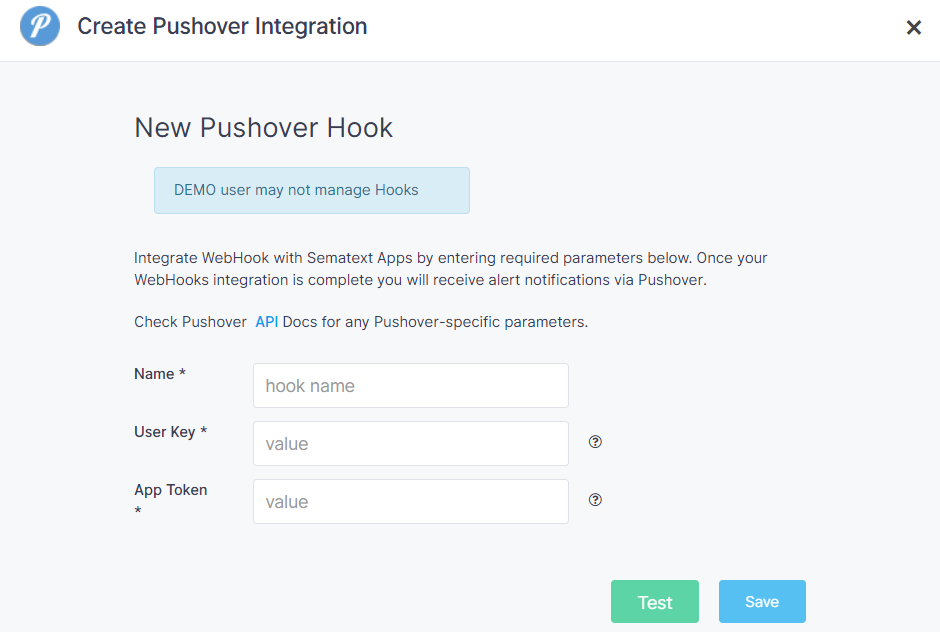 Create Pushover Integration
New Pushover Hook
DEMO user may not manage Hooks
Integrate WebHook with Sematext Apps by entering required parameters below. Once your
WebHooks integration is complete you will receive alert notifications via Pushover.
Check Pushover API Docs for any Pushover-specific parameters.
Name *
hook name
User Key *
value
App Token
*
value
Test
Save